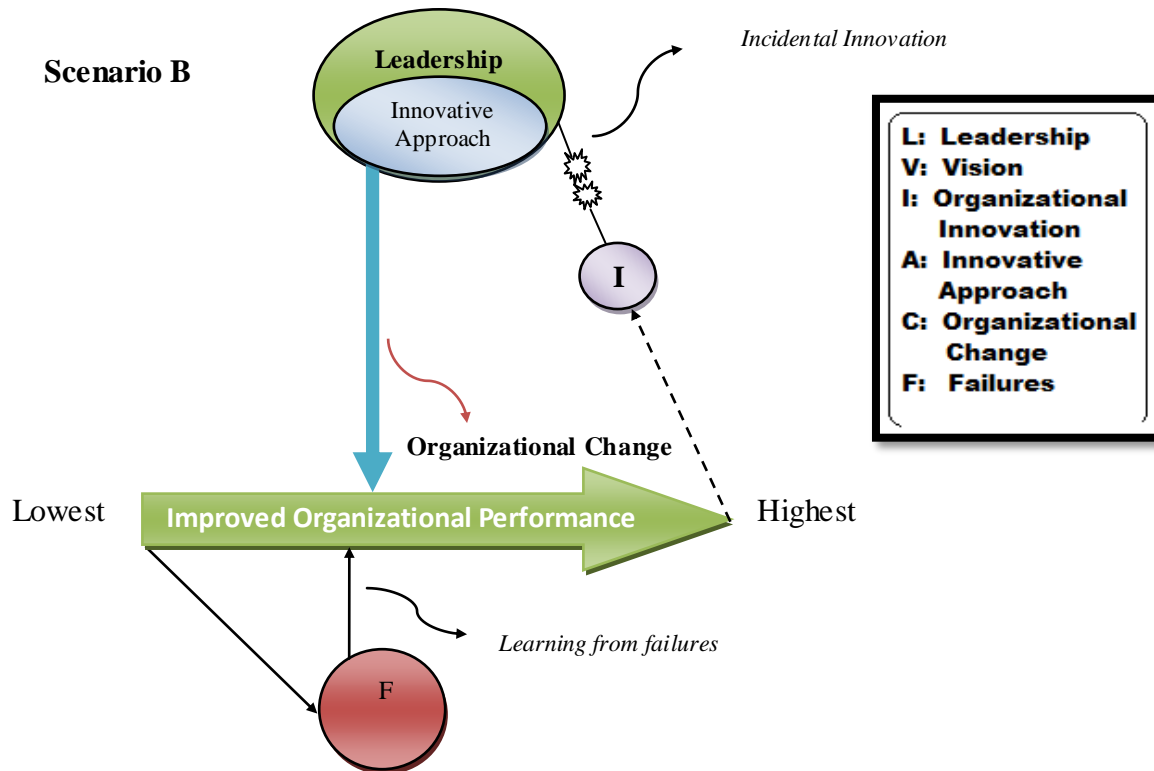 Scenario B
Leadership
Innovative
Approach
Incidental Innovation
L: Leadership
V: Vision
I: Organizational
Innovation
A: Innovative
Approach
C: Organizational
Change
F: Failures
I
Organizational Change
Lowest
Improved Organizational Performance
Highest
Learning from failures
F